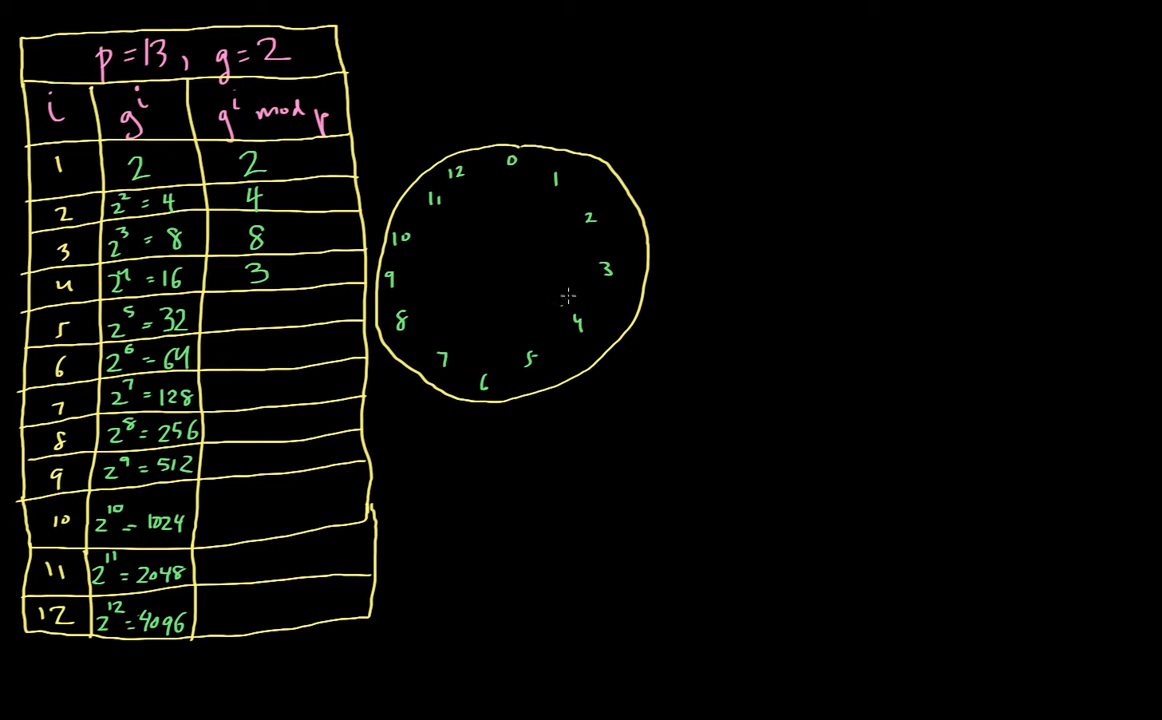 p = 13, g = 2
i g^i g^i mod p
1 2 2
2 2^2 = 4 4
3 2^3 = 8 8
4 2^4 = 16 3
5 2^5 = 32
6 2^6 = 64
7 2^7 = 128
8 2^8 = 256
9 2^9 = 512
10 2^10 = 1024
11 2^11 = 2048
12 2^12 = 4096
0
1
2
3
4
5
6
7
8
9
10
11
12